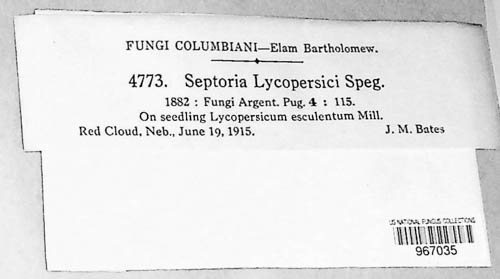 FUNGI COLUMBIANI—Elam Bartholomew.
4773. Septoria Lycopersici Speg.
1882 : Fungi Argent. Pug. 4 : 115.
On seedling Lycopersicum esculentum Mill.
Red Cloud, Neb., June 19, 1915. J. M. Bates
US NATIONAL FUNGUS COLLECTIONS
967035